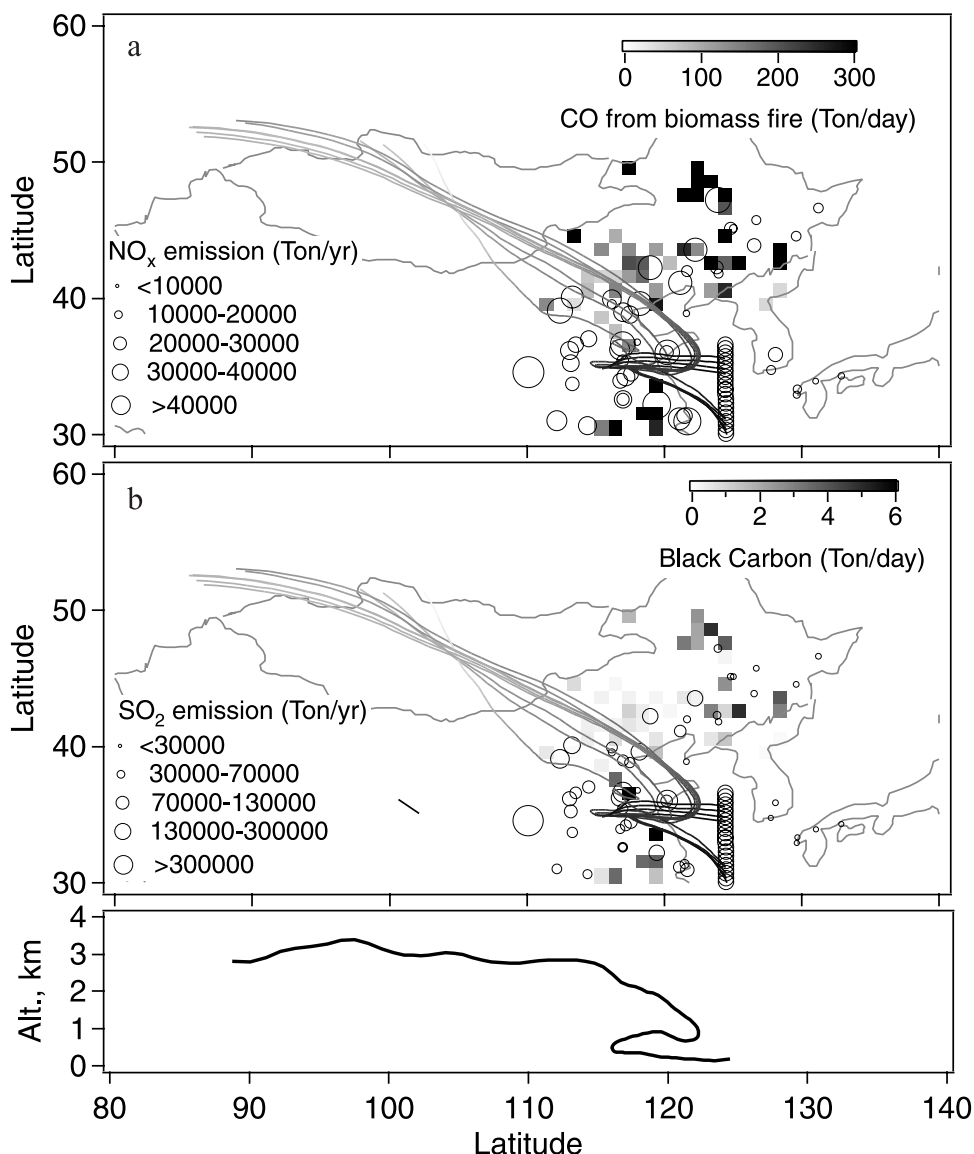 a
60
50
40
30
Latitude
0 100 200 300
CO from biomass fire (Ton/day)
NOx emission (Ton/yr)
<10000
10000-20000
20000-30000
30000-40000
>40000
b
60
50
40
30
Latitude
0 2 4 6
Black Carbon (Ton/day)
SO2 emission (Ton/yr)
<30000
30000-70000
70000-130000
130000-300000
>300000
4
3
2
1
0
Alt., km
80 90 100 110 120 130 140
Latitude